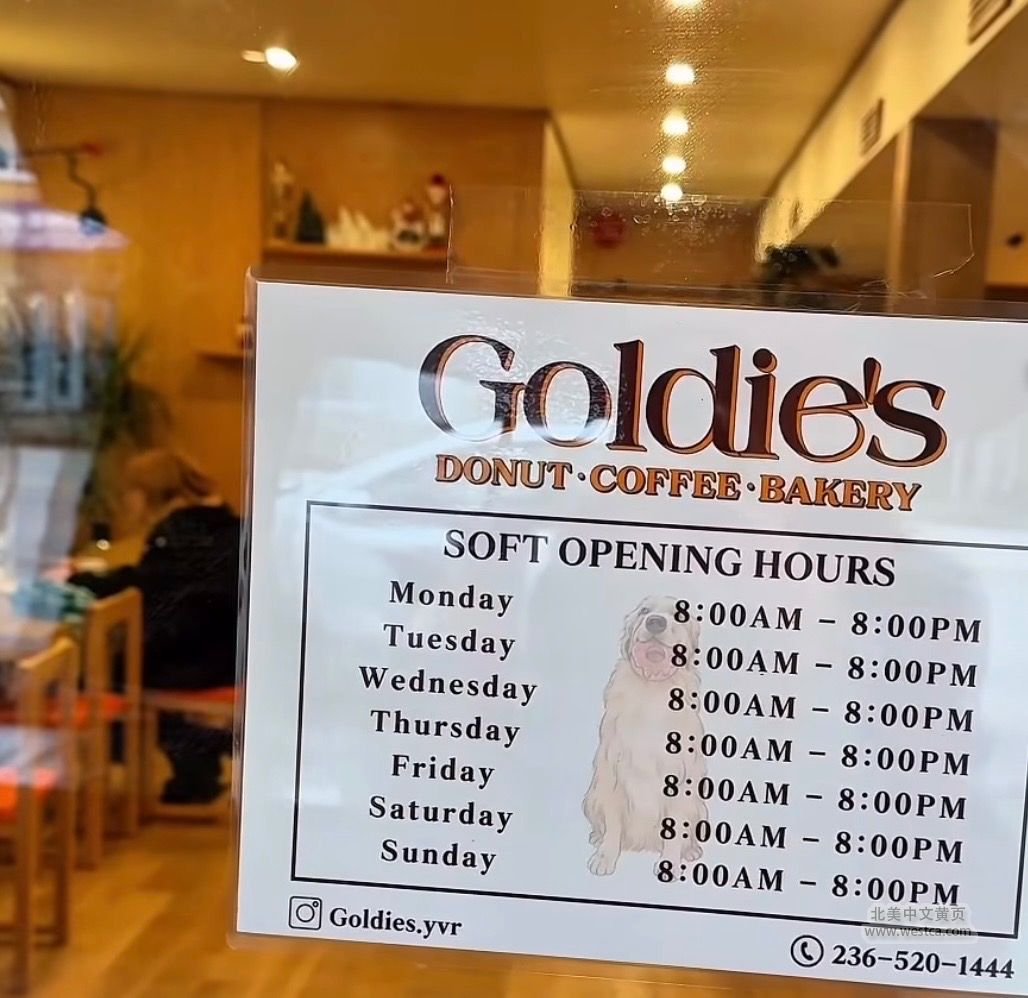 Goldie's
DONUT · COFFEE · BAKERY
SOFT OPENING HOURS
Monday 8:00AM – 8:00PM
Tuesday 8:00AM – 8:00PM
Wednesday 8:00AM – 8:00PM
Thursday 8:00AM – 8:00PM
Friday 8:00AM – 8:00PM
Saturday 8:00AM – 8:00PM
Sunday 8:00AM – 8:00PM
Goldies.yvr
236-520-1444
北美中文黄页
www.westca.com